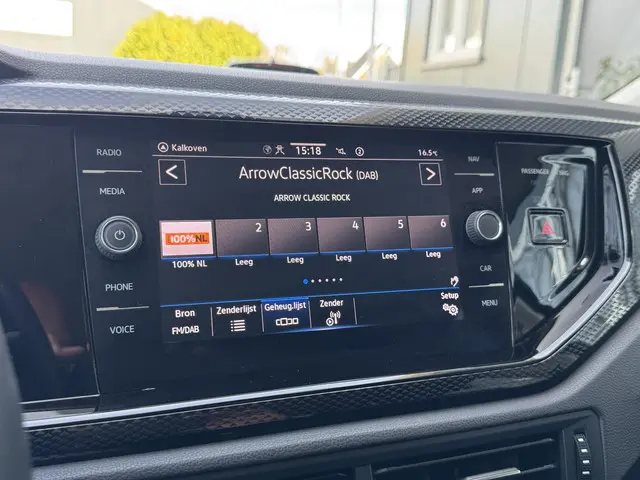 RADIO
MEDIA
PHONE
VOICE
Kalkoven
15:18
2
16.5°C
ArrowClassicRock (DAB)
ARROW CLASSIC ROCK
100%NL
2
3
4
5
6
100% NL
Leeg
Leeg
Leeg
Leeg
Leeg
Bron
FM/DAB
Zenderlijst
Geheug.lijst
Zender
Setup
NAV
APP
CAR
MENU
PASSENGER